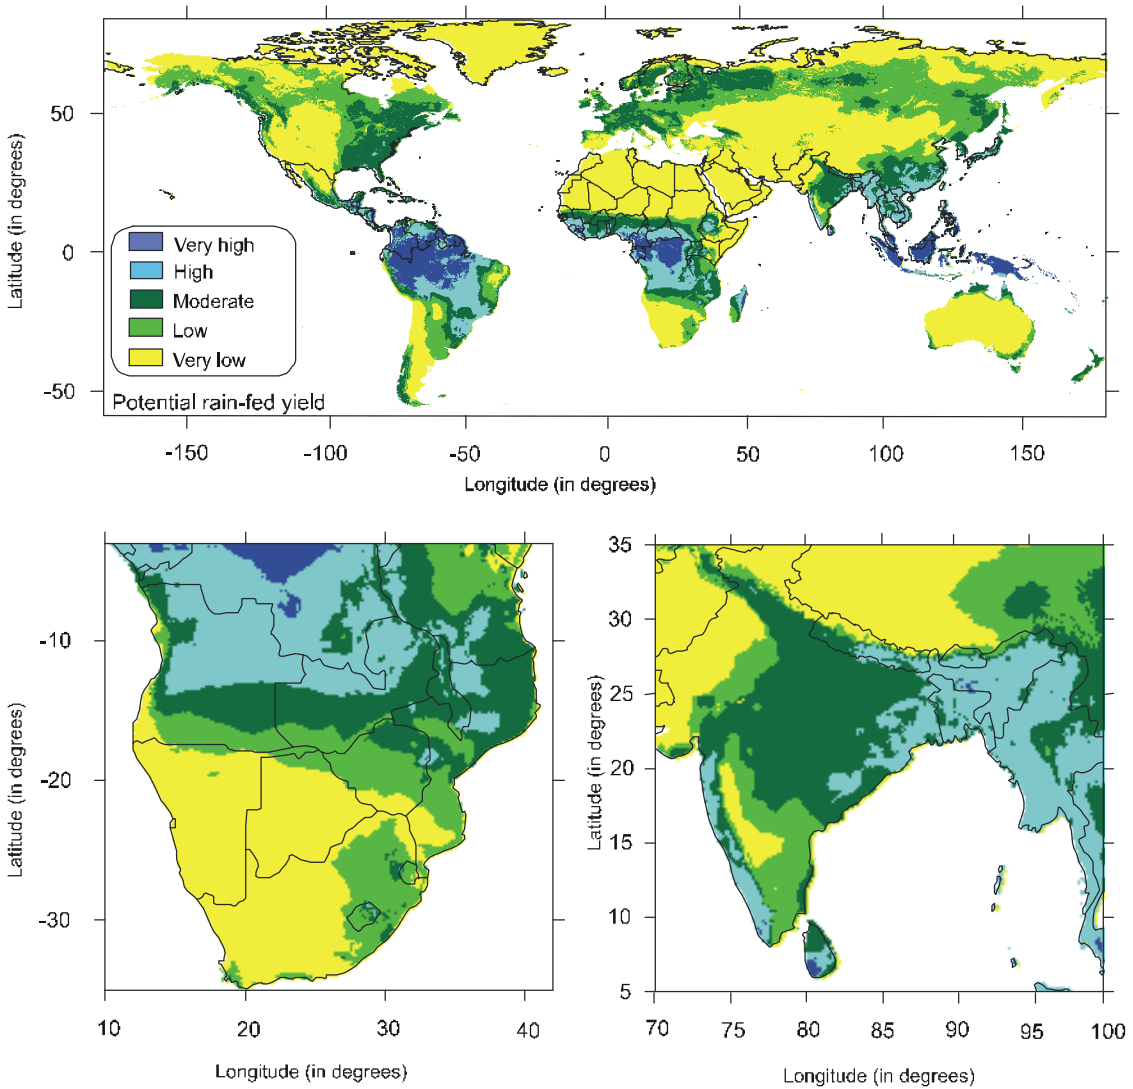 Latitude (in degrees)
50
0
-50
Very high
High
Moderate
Low
Very low
Potential rain-fed yield
-150
-100
-50
0
50
100
150
Longitude (in degrees)
Latitude (in degrees)
-10
-20
-30
10
20
30
40
Longitude (in degrees)
Latitude (in degrees)
35
30
25
20
15
10
5
70
75
80
85
90
95
100
Longitude (in degrees)